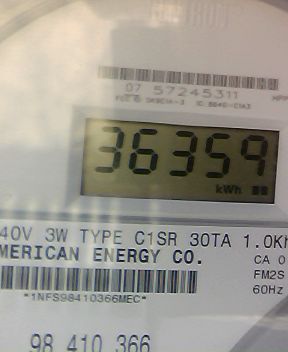 07 57245311
36359
kWh
40V 3W TYPE C1SR 30TA 1.0Kh
MERICAN ENERGY CO.
CA 0
FM2S
60Hz
*1NFS98410366MEC*
98 410 366